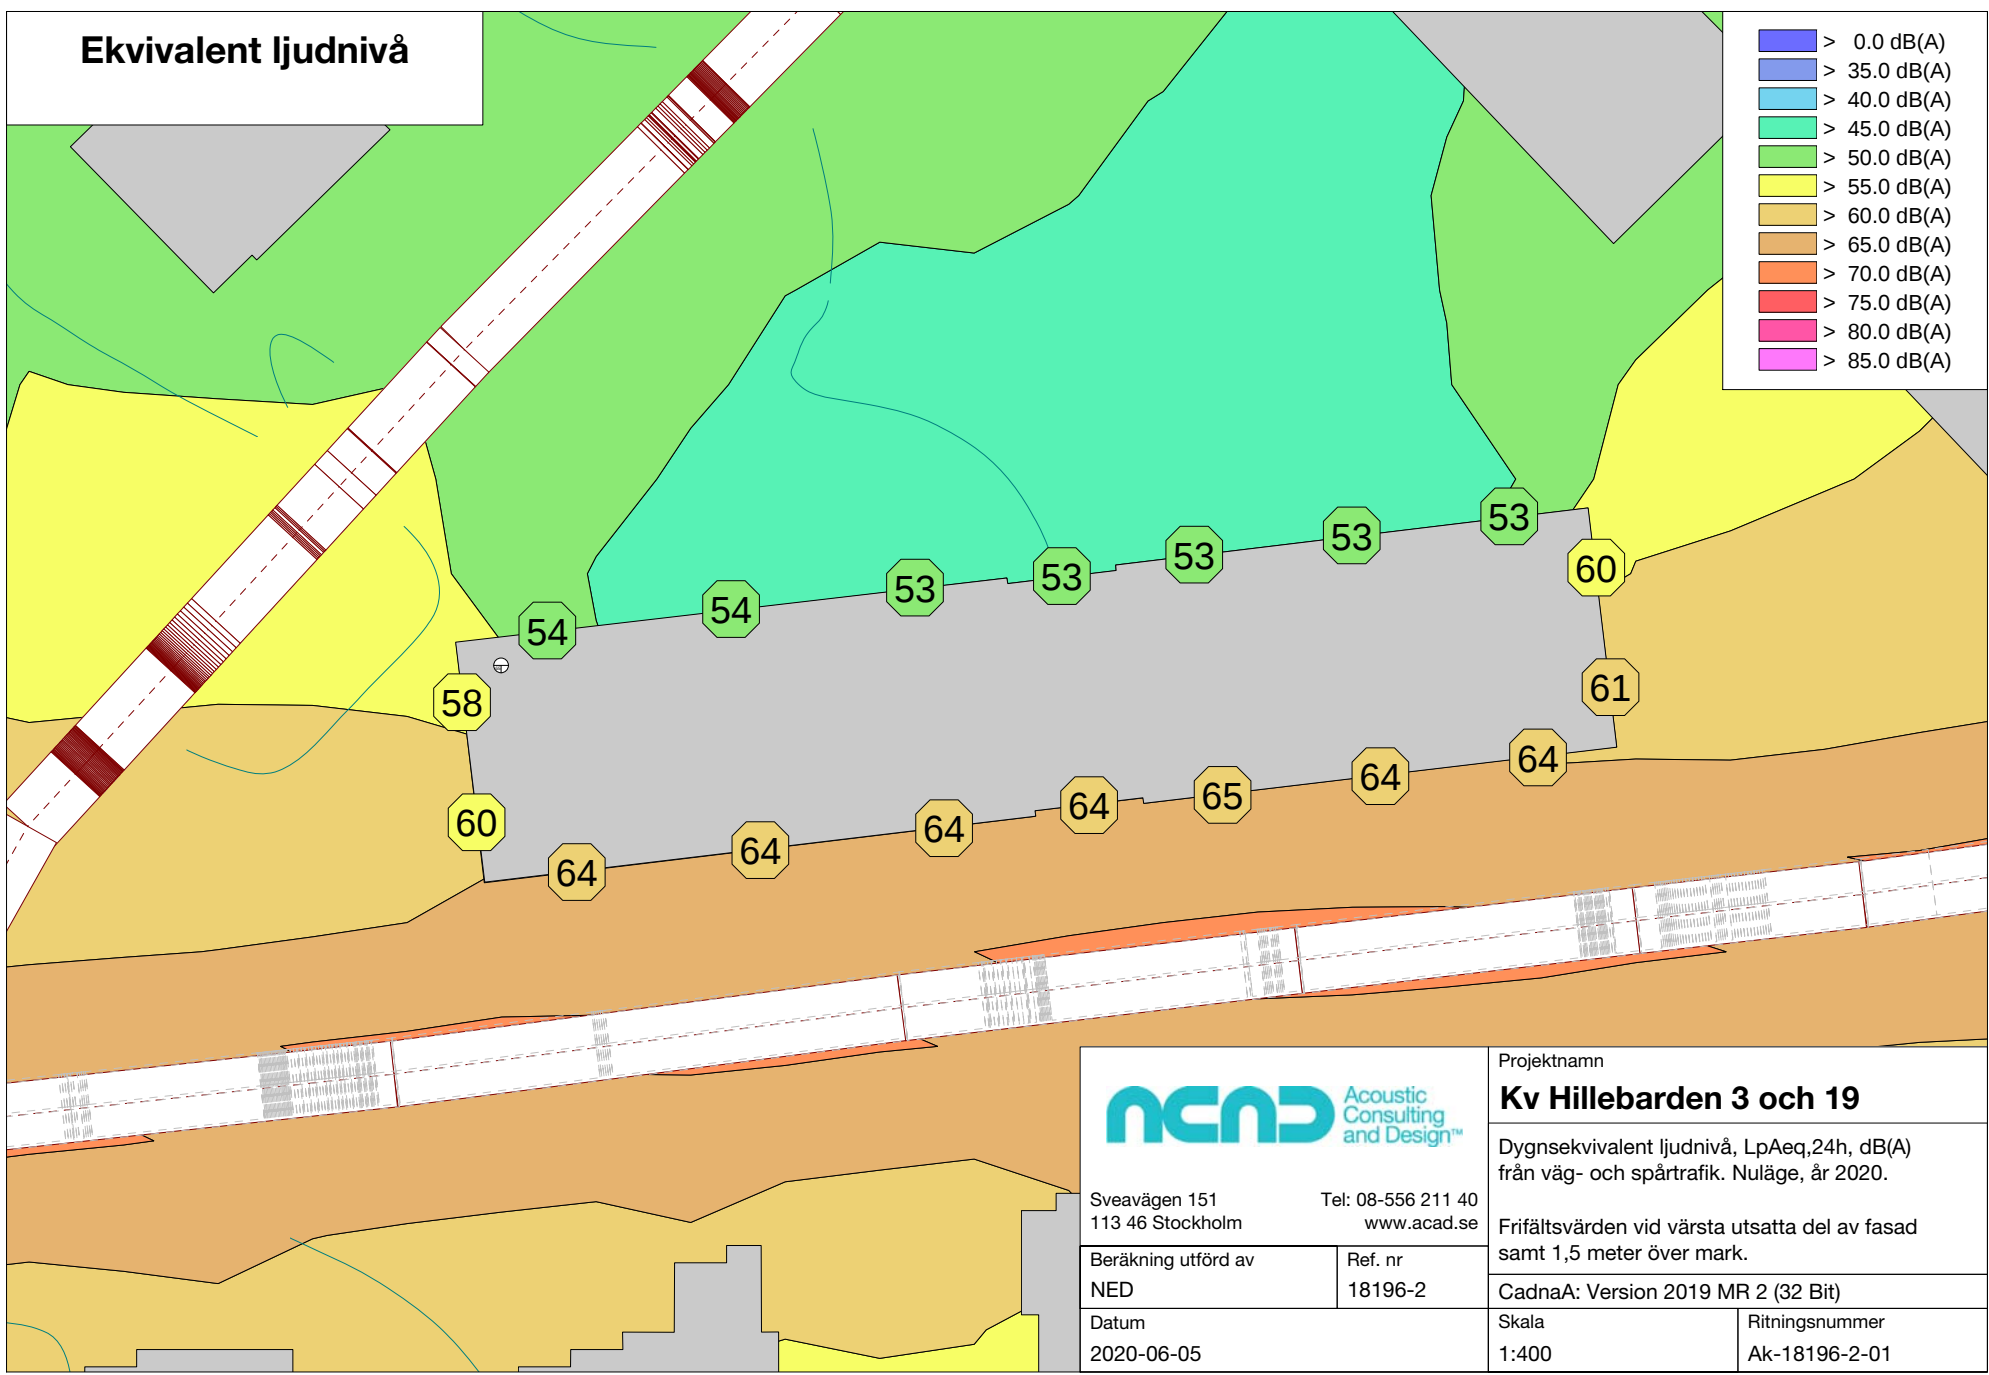 Ekvivalent ljudnivå
> 0.0 dB(A)
> 35.0 dB(A)
> 40.0 dB(A)
> 45.0 dB(A)
> 50.0 dB(A)
> 55.0 dB(A)
> 60.0 dB(A)
> 65.0 dB(A)
> 70.0 dB(A)
> 75.0 dB(A)
> 80.0 dB(A)
> 85.0 dB(A)
54
54
53
53
53
53
53
60
61
58
60
64
64
64
64
65
64
64
acad Acoustic
Consulting
and Design™
Sveavägen 151 Tel: 08-556 211 40
113 46 Stockholm www.acad.se
Beräkning utförd av
NED
Ref. nr
18196-2
Datum
2020-06-05
Projektnamn
Kv Hillebarden 3 och 19
Dygnsekvivalent ljudnivå, LpAeq,24h, dB(A)
från väg- och spårtrafik. Nuläge, år 2020.
Frifältsvärden vid värsta utsatta del av fasad
samt 1,5 meter över mark.
CadnaA: Version 2019 MR 2 (32 Bit)
Skala
1:400
Ritningsnummer
Ak-18196-2-01